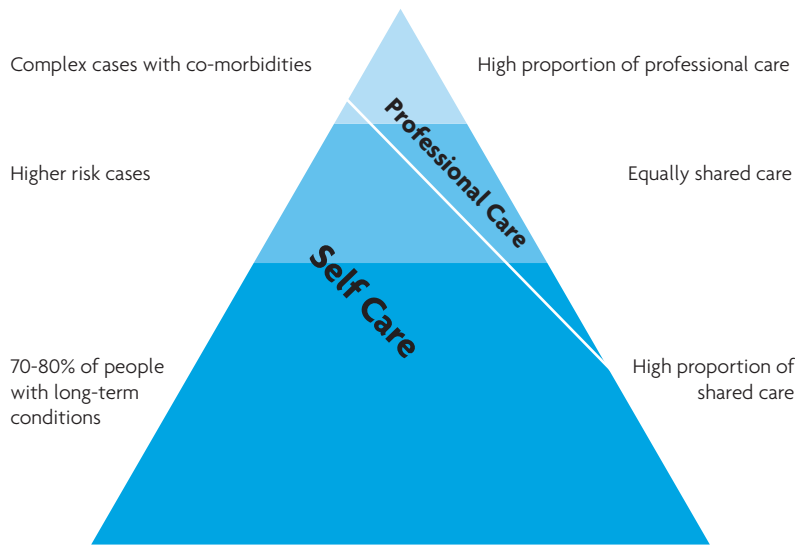 Complex cases with co-morbidities
High proportion of professional care
Professional Care
Higher risk cases
Equally shared care
Self Care
70-80% of people
with long-term
conditions
High proportion of
shared care